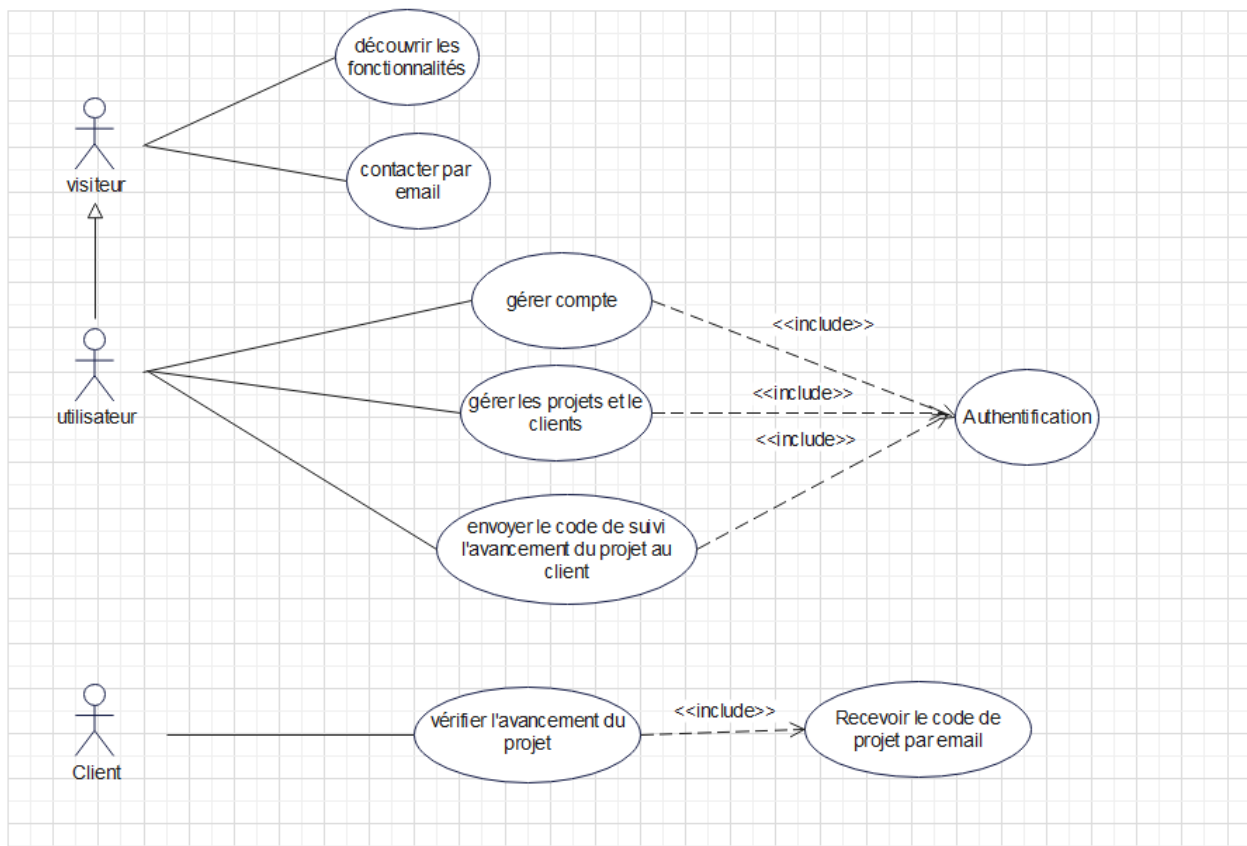 découvrir les
fonctionnalités
visiteur
contacter par
email
gérer compte
<<include>>
utilisateur
gérer les projets et le
clients
<<include>>
Authentification
<<include>>
envoyer le code de suivi
l'avancement du projet au
client
Client
vérifier l'avancement du
projet
<<include>>
Recevoir le code de
projet par email